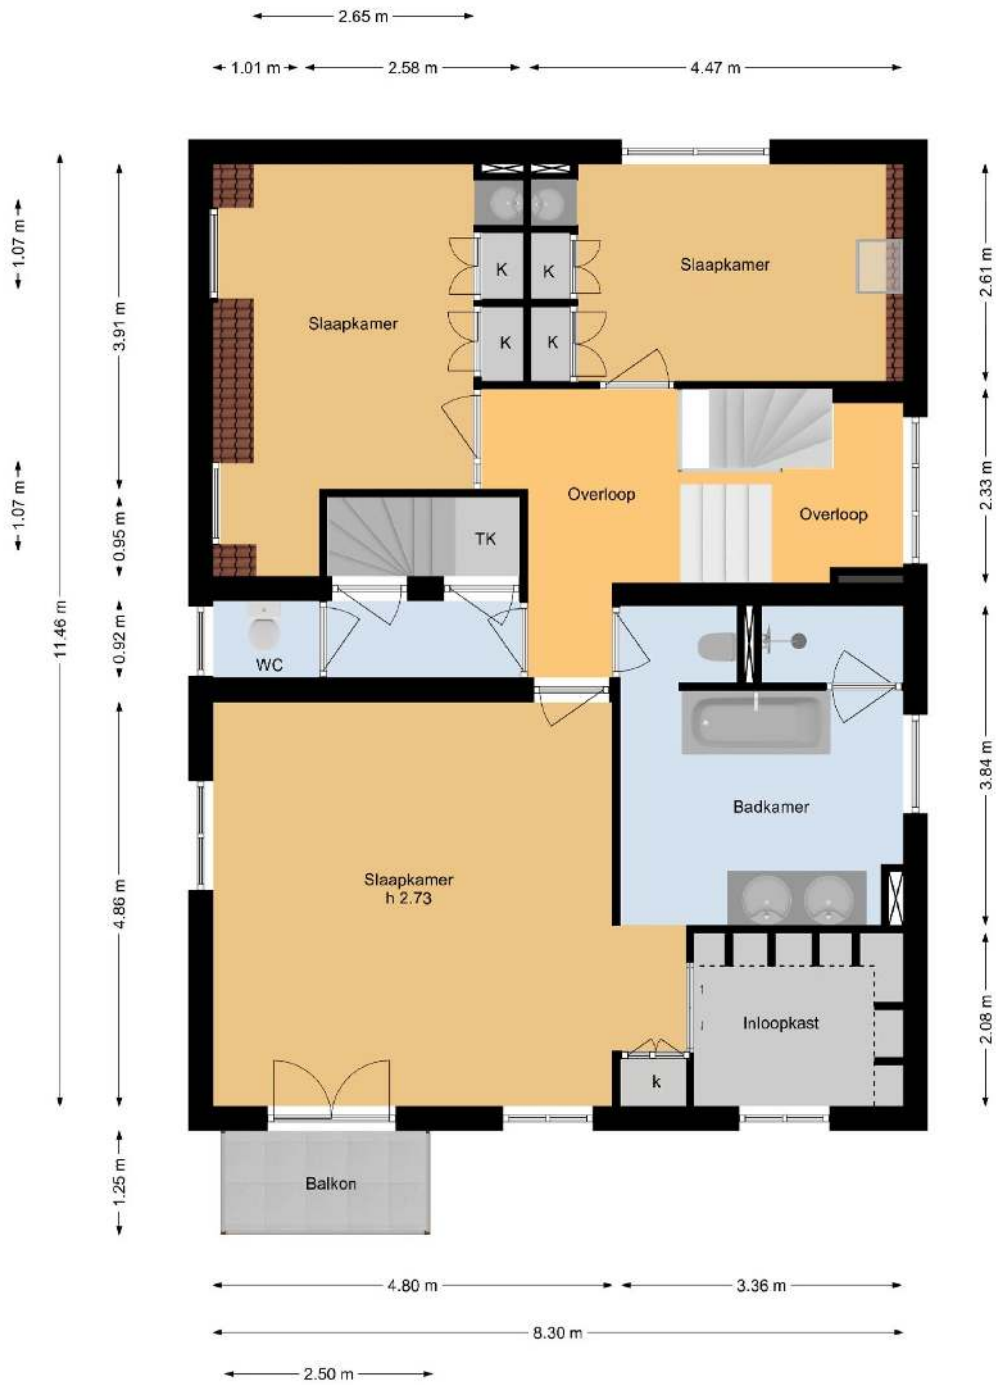 2.65 m
1.01 m
2.58 m
4.47 m
1.07 m
3.91 m
2.61 m
K
K
Slaapkamer
Slaapkamer
K
K
1.07 m
0.95 m
2.33 m
Overloop
Overloop
TK
11.46 m
0.92 m
WC
3.84 m
Badkamer
4.86 m
Slaapkamer
h 2.73
2.08 m
Inloopkast
k
1.25 m
Balkon
4.80 m
3.36 m
8.30 m
2.50 m